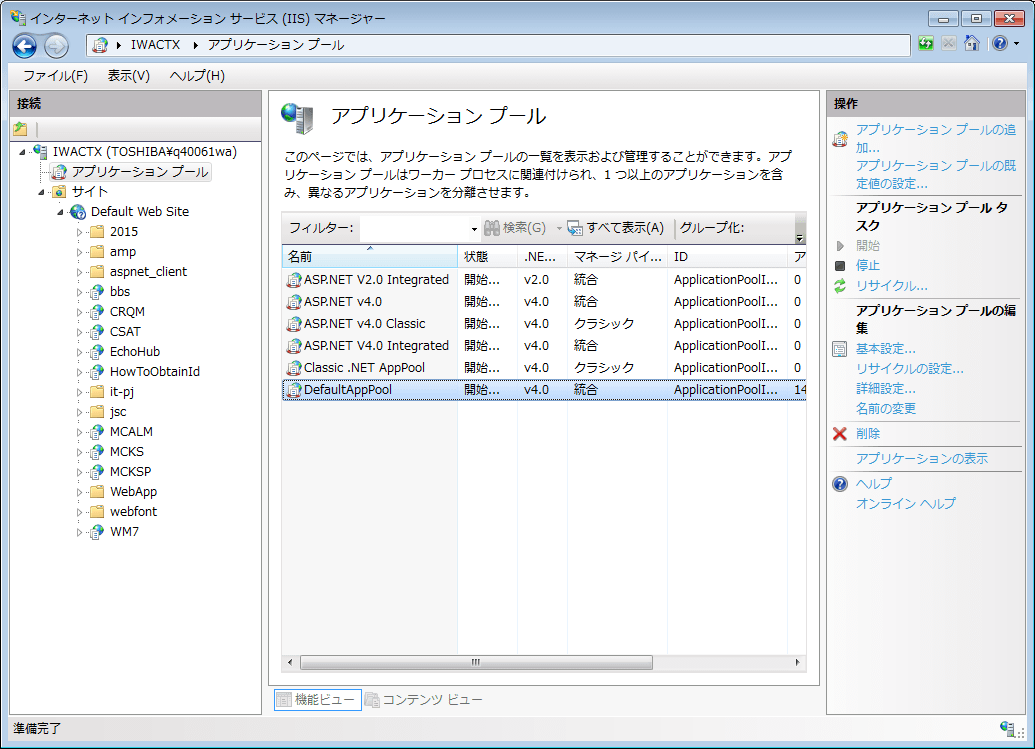 インターネット インフォメーション サービス (IIS) マネージャー
IWACTX
アプリケーション プール
ファイル(F) 表示(V) ヘルプ(H)
接続
IWACTX (TOSHIBA¥q40061wa)
アプリケーション プール
サイト
Default Web Site
2015
amp
aspnet_client
bbs
CRQM
CSAT
EchoHub
HowToObtainId
it-pj
jsc
MCALM
MCKS
MCKSP
WebApp
webfont
WM7
アプリケーション プール
このページでは、アプリケーション プールの一覧を表示および管理することができます。アプ
リケーション プールはワーカー プロセスに関連付けられ、1 つ以上のアプリケーションを含
み、異なるアプリケーションを分離させます。
フィルター: 検索(G) すべて表示(A) グループ化:
名前 状態 .NE... マネージ パイ... ID ア
ASP.NET V2.0 Integrated 開始... v2.0 統合 ApplicationPoolI... 0
ASP.NET v4.0 開始... v4.0 統合 ApplicationPoolI... 0
ASP.NET v4.0 Classic 開始... v4.0 クラシック ApplicationPoolI... 0
ASP.NET V4.0 Integrated 開始... v4.0 統合 ApplicationPoolI... 0
Classic .NET AppPool 開始... v4.0 クラシック ApplicationPoolI... 0
DefaultAppPool 開始... v4.0 統合 ApplicationPoolI... 14
機能ビュー コンテンツ ビュー
操作
アプリケーション プールの追
加...
アプリケーション プールの既
定値の設定...
アプリケーション プール タ
スク
開始
停止
リサイクル...
アプリケーション プールの編
集
基本設定...
リサイクルの設定...
詳細設定...
名前の変更
削除
アプリケーションの表示
ヘルプ
オンライン ヘルプ
準備完了